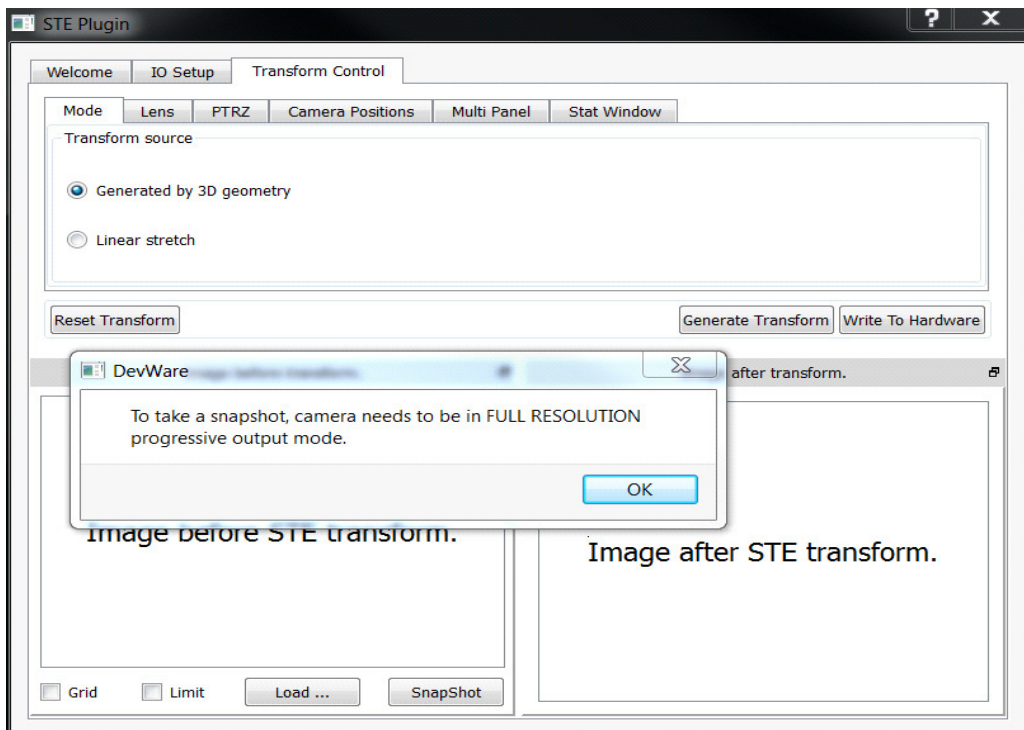 STE Plugin
?
X
Welcome
IO Setup
Transform Control
Mode
Lens
PTRZ
Camera Positions
Multi Panel
Stat Window
Transform source
Generated by 3D geometry
Linear stretch
Reset Transform
Generate Transform
Write To Hardware
DevWare
after transform.
To take a snapshot, camera needs to be in FULL RESOLUTION
progressive output mode.
OK
Image before STE transform.
Image after STE transform.
Grid
Limit
Load ...
SnapShot